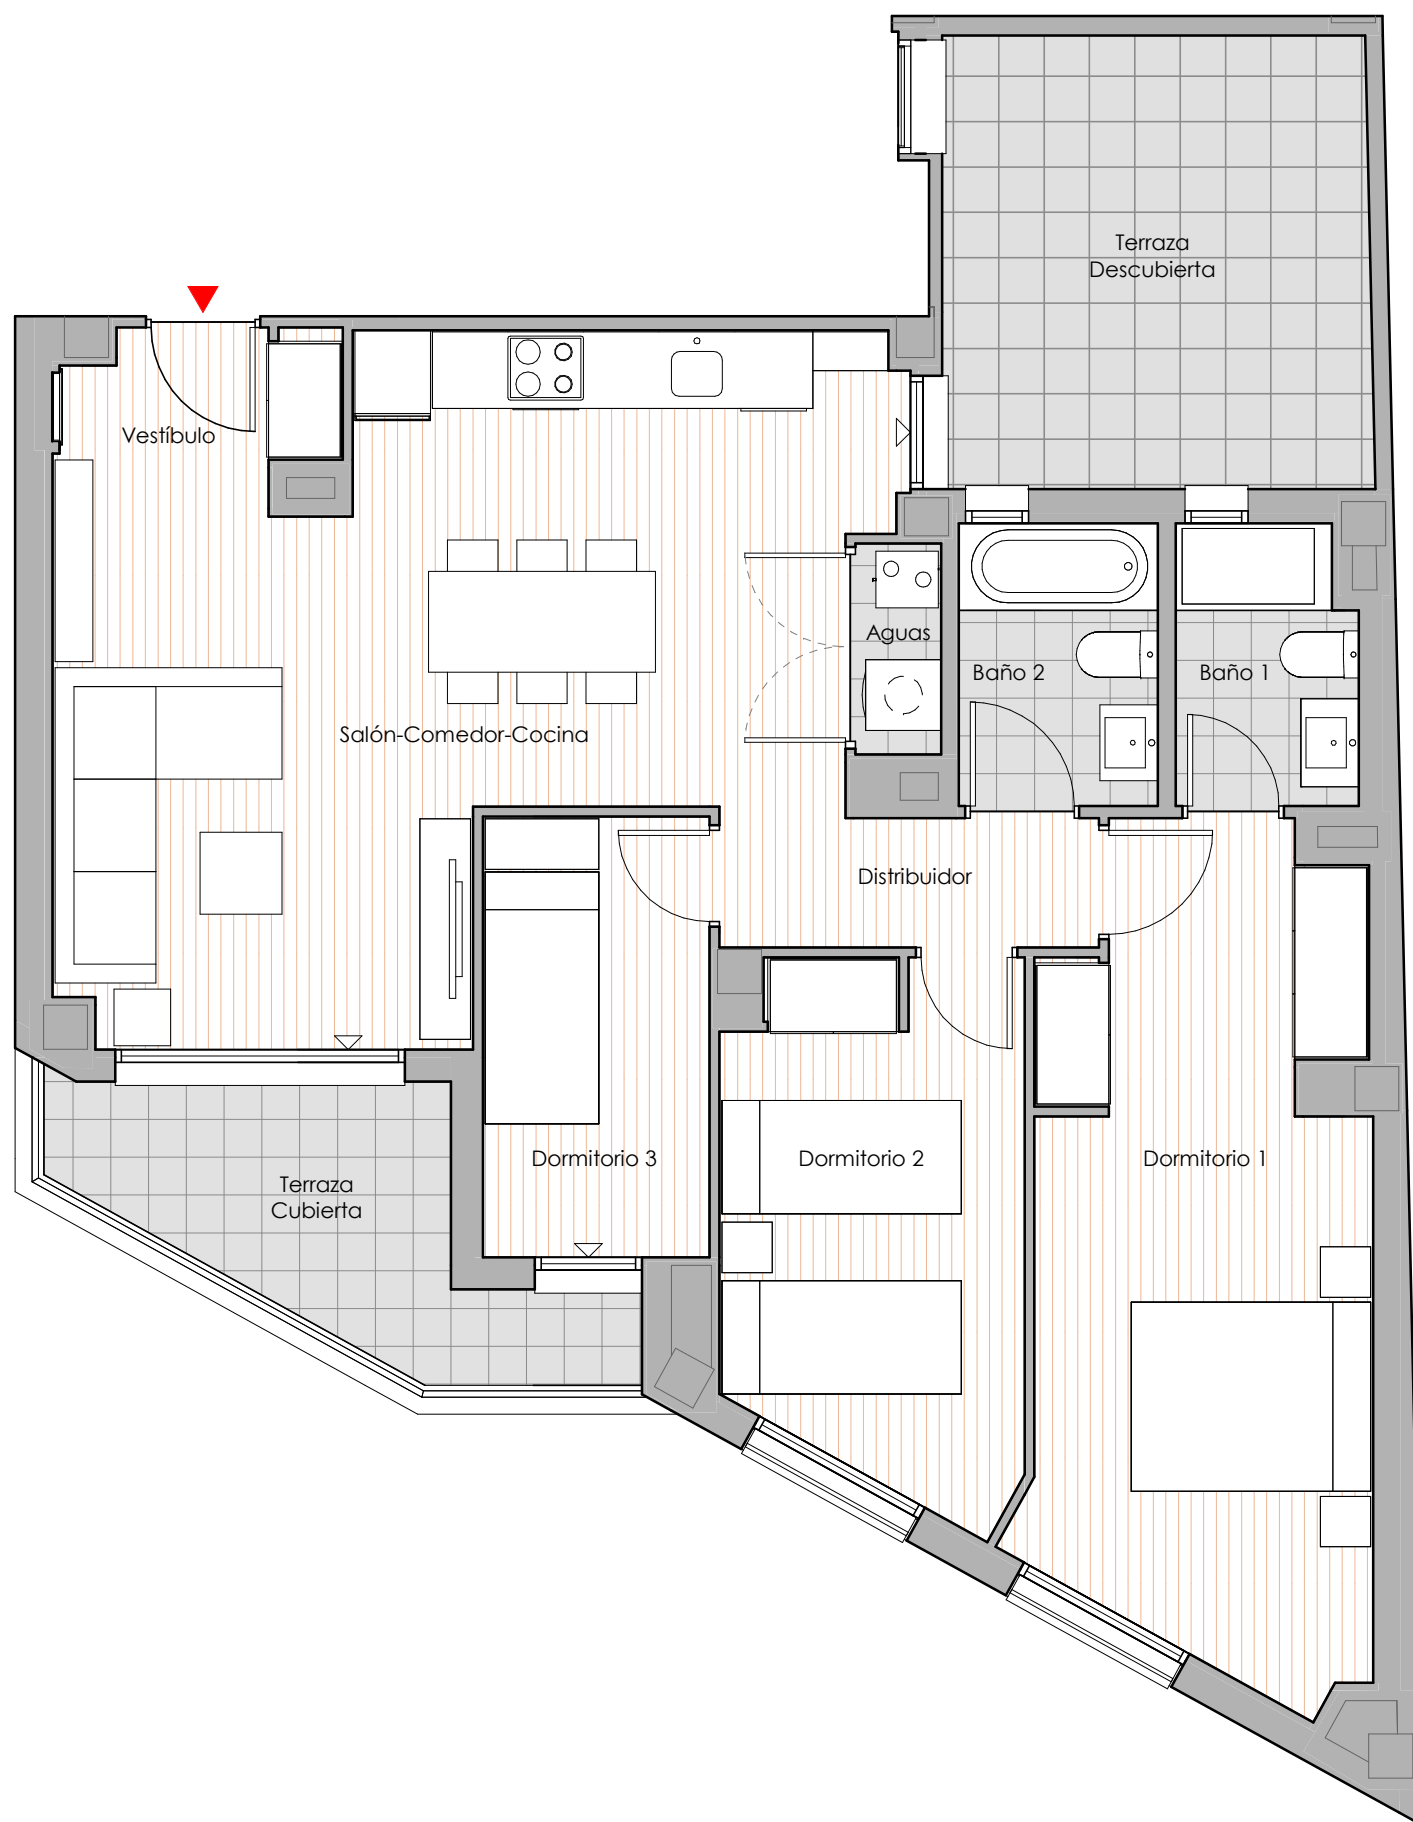 Terraza
Descubierta
Vestíbulo
Aguas
Baño 2
Baño 1
Salón-Comedor-Cocina
Distribuidor
Dormitorio 3
Dormitorio 2
Dormitorio 1
Terraza
Cubierta